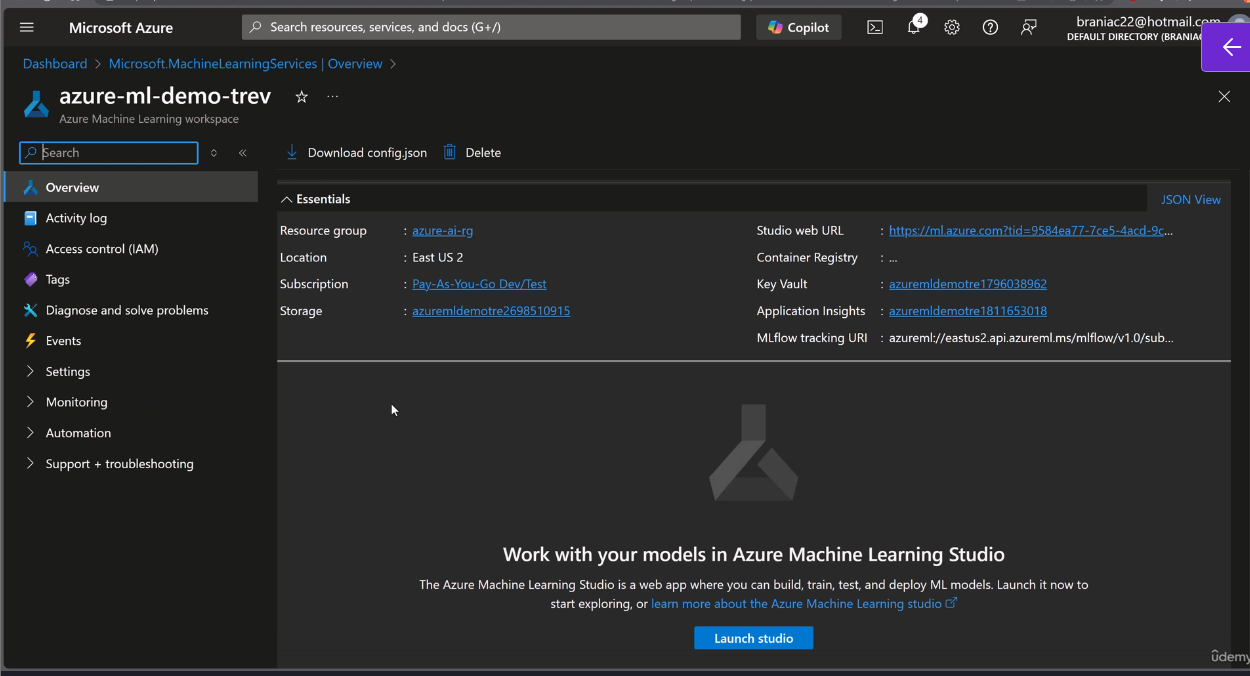 Microsoft Azure
Search resources, services, and docs (G+/)
Copilot
4
braniac22@hotmail.com
DEFAULT DIRECTORY (BRANIAC
Dashboard > Microsoft.MachineLearningServices | Overview >
azure-ml-demo-trev
Azure Machine Learning workspace
Search
Download config.json
Delete
Overview
Activity log
Access control (IAM)
Tags
Diagnose and solve problems
Events
Settings
Monitoring
Automation
Support + troubleshooting
Essentials
JSON View
Resource group : azure-ai-rg
Location : East US 2
Subscription : Pay-As-You-Go Dev/Test
Storage : azuremldemotre2698510915
Studio web URL : https://ml.azure.com?tid=9584ea77-7ce5-4acd-9c...
Container Registry : ...
Key Vault : azuremldemotre1796038962
Application Insights : azuremldemotre1811653018
MLflow tracking URI : azureml://eastus2.api.azureml.ms/mlflow/v1.0/sub...
Work with your models in Azure Machine Learning Studio
The Azure Machine Learning Studio is a web app where you can build, train, test, and deploy ML models. Launch it now to
start exploring, or learn more about the Azure Machine Learning studio
Launch studio
ûdemy